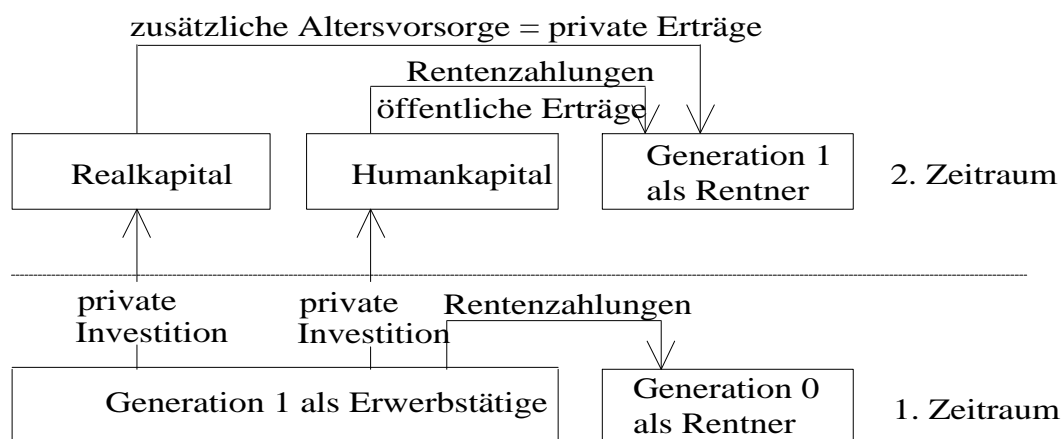 zusätzliche Altersvorsorge = private Erträge
Rentenzahlungen
öffentliche Erträge
Realkapital
Humankapital
Generation 1
als Rentner
2. Zeitraum
private
Investition
private
Investition
Rentenzahlungen
Generation 1 als Erwerbstätige
Generation 0
als Rentner
1. Zeitraum